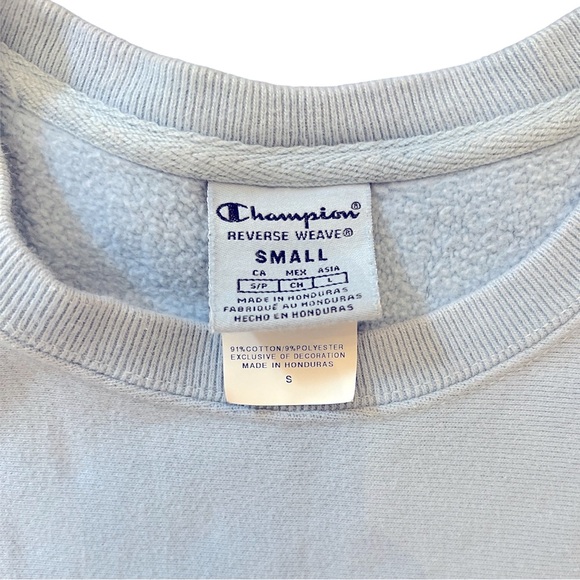 Champion®
REVERSE WEAVE®
SMALL
CA MEX ASIA
S/P CH L
MADE IN HONDURAS
FABRIQUÉ AU HONDURAS
HECHO EN HONDURAS
91%COTTON/9%POLYESTER
EXCLUSIVE OF DECORATION
MADE IN HONDURAS
S